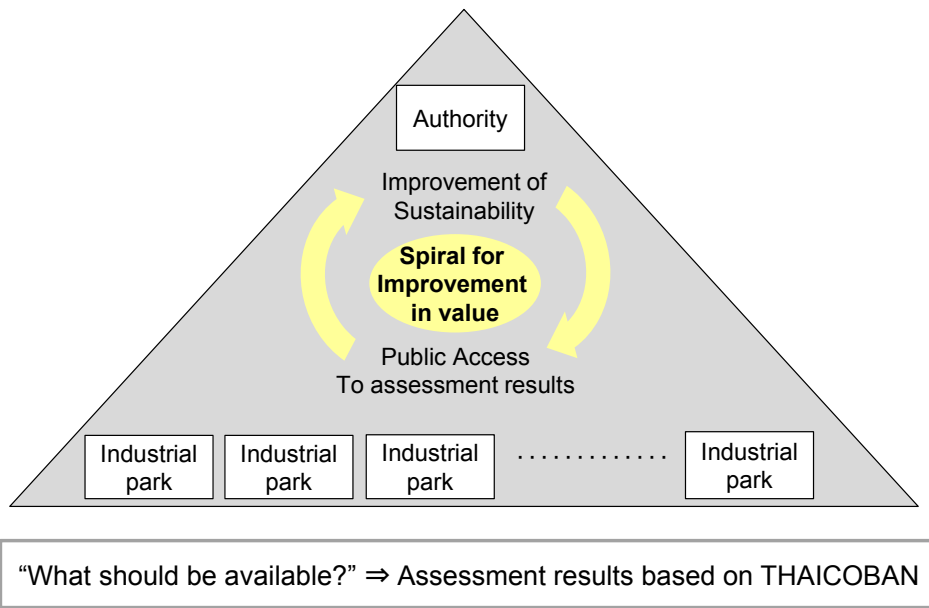 Authority
Improvement of
Sustainability
Spiral for
Improvement
in value
Public Access
To assessment results
Industrial
park
Industrial
park
Industrial
park
. . . . . . . . . . . . .
Industrial
park
“What should be available?” ⇒ Assessment results based on THAICOBAN